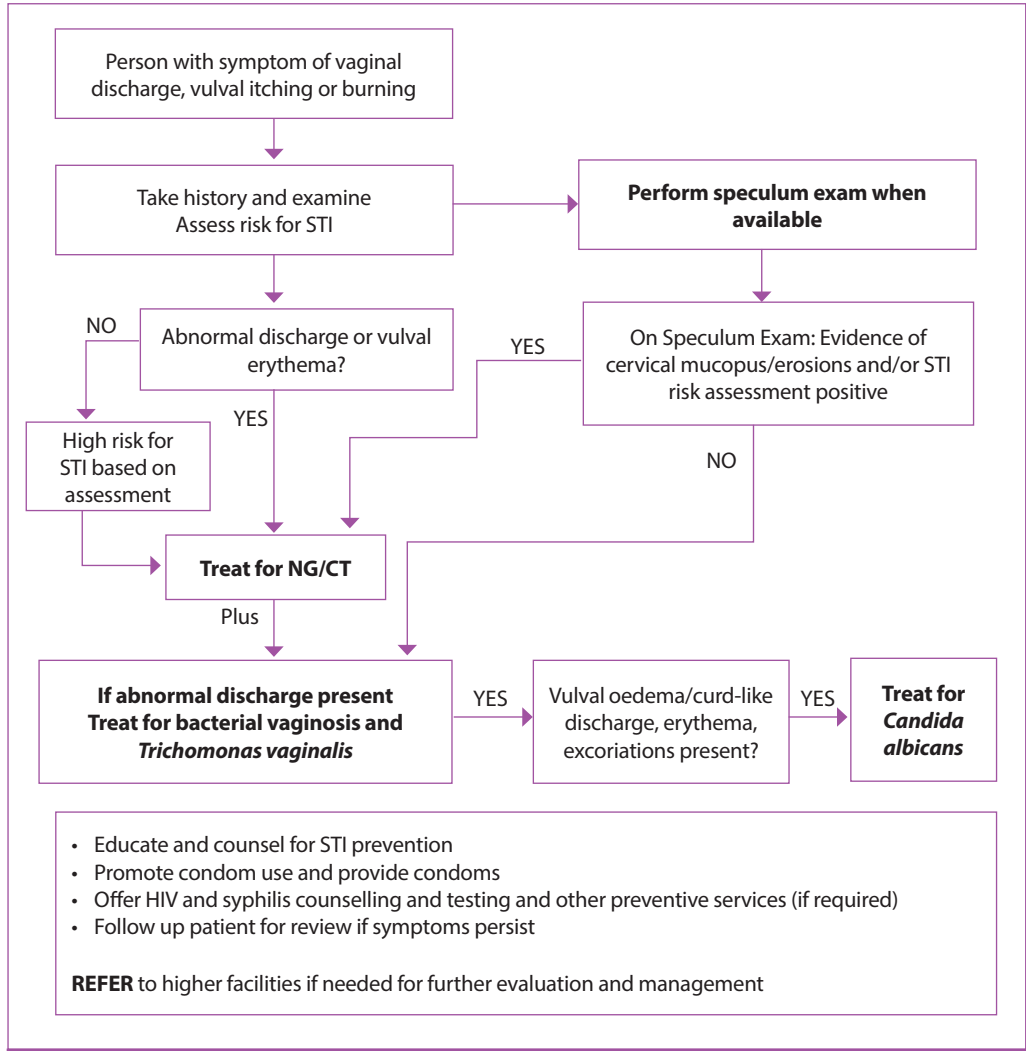 Person with symptom of vaginal
discharge, vulval itching or burning
Take history and examine
Assess risk for STI
Perform speculum exam when
available
NO
Abnormal discharge or vulval
erythema?
YES
On Speculum Exam: Evidence of
cervical mucopus/erosions and/or STI
risk assessment positive
YES
High risk for
STI based on
assessment
NO
Treat for NG/CT
Plus
If abnormal discharge present
Treat for bacterial vaginosis and
Trichomonas vaginalis
YES
Vulval oedema/curd-like
discharge, erythema,
excoriations present?
YES
Treat for
Candida
albicans
• Educate and counsel for STI prevention
• Promote condom use and provide condoms
• Offer HIV and syphilis counselling and testing and other preventive services (if required)
• Follow up patient for review if symptoms persist
REFER to higher facilities if needed for further evaluation and management